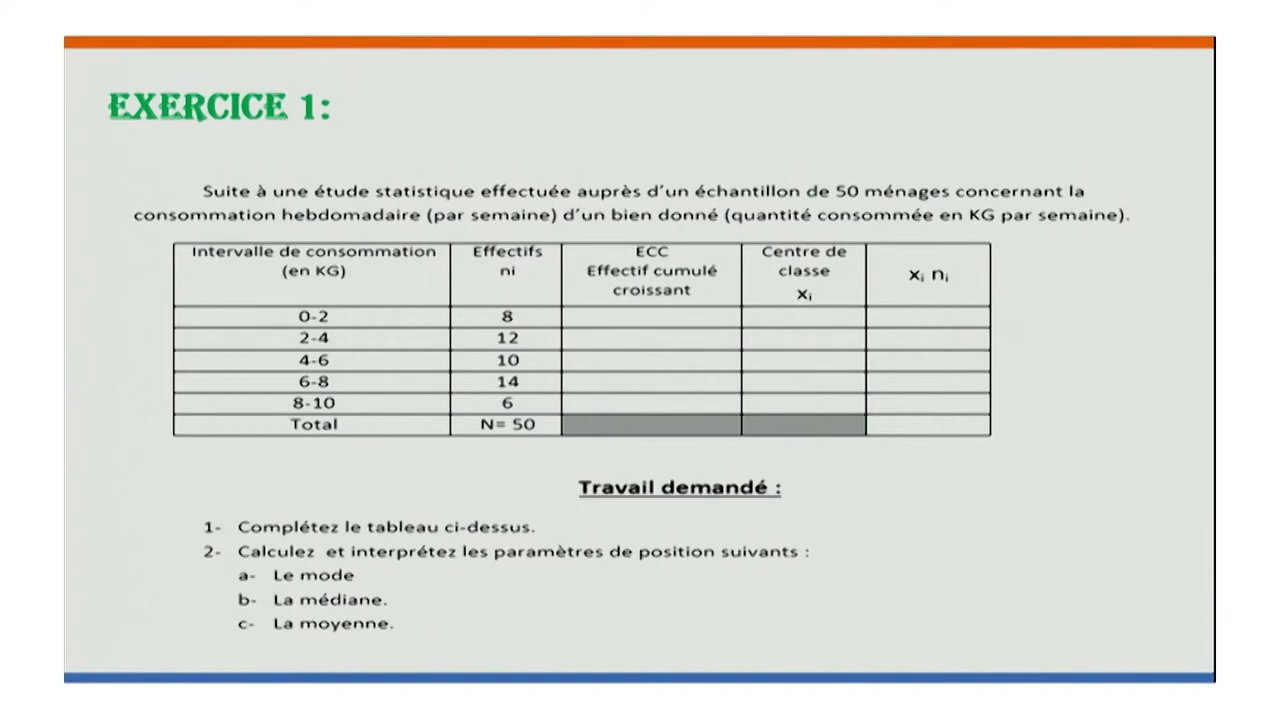 EXERCICE 1:
Suite à une étude statistique effectuée auprès d'un échantillon de 50 ménages concernant la
consommation hebdomadaire (par semaine) d'un bien donné (quantité consommée en KG par semaine).
Intervalle de consommation (en KG) | Effectifs ni | ECC Effectif cumulé croissant | Centre de classe xi | xi ni
0-2 | 8
2-4 | 12
4-6 | 10
6-8 | 14
8-10 | 6
Total | N= 50
Travail demandé :
1- Complétez le tableau ci-dessus.
2- Calculez et interprétez les paramètres de position suivants :
a- Le mode
b- La médiane.
c- La moyenne.